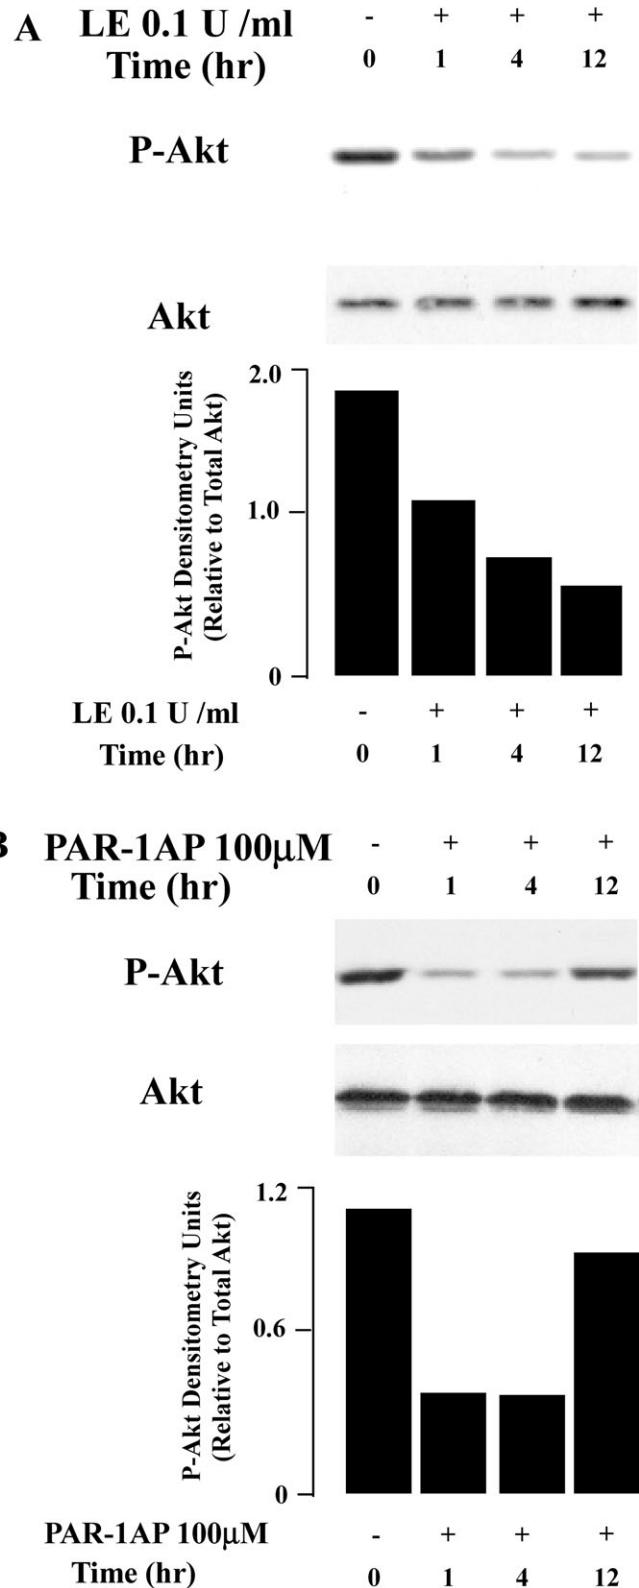 A LE 0.1 U /ml - + + +
Time (hr) 0 1 4 12
P-Akt
Akt
P-Akt Densitometry Units
(Relative to Total Akt)
2.0
1.0
0
LE 0.1 U /ml - + + +
Time (hr) 0 1 4 12
B PAR-1AP 100μM - + + +
Time (hr) 0 1 4 12
P-Akt
Akt
P-Akt Densitometry Units
(Relative to Total Akt)
1.2
0.6
0
PAR-1AP 100μM - + + +
Time (hr) 0 1 4 12